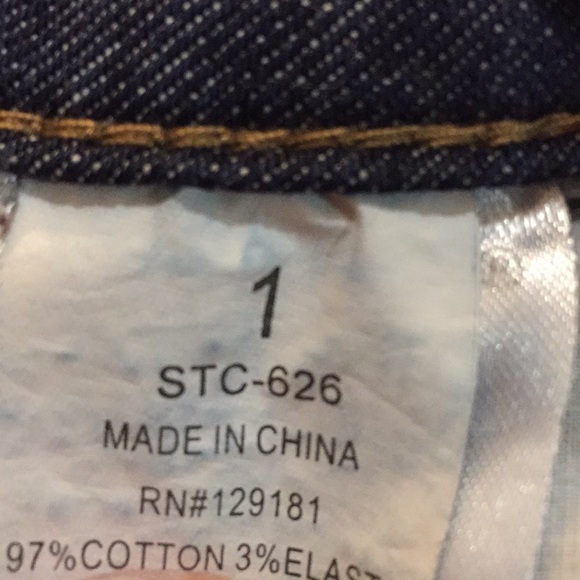 1
STC-626
MADE IN CHINA
RN#129181
97%COTTON 3%ELAST